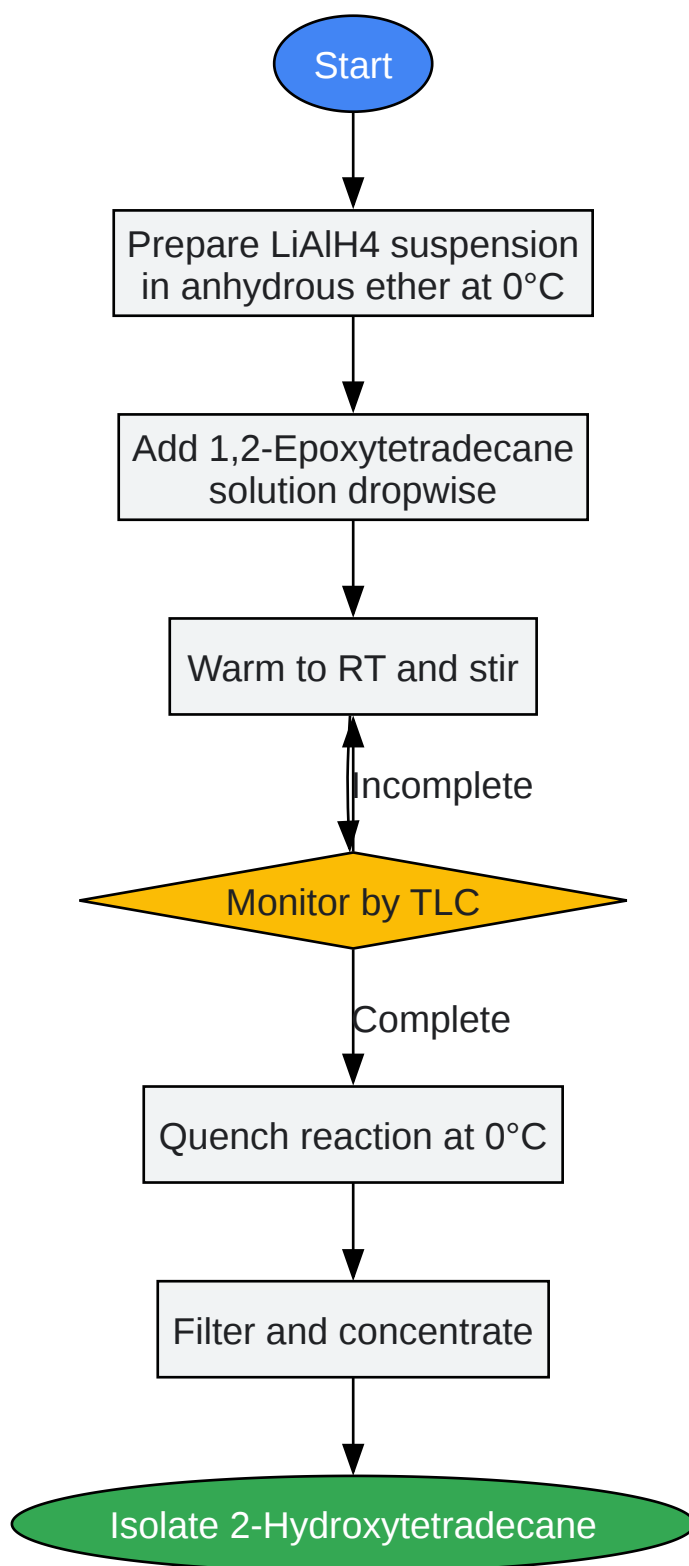 Start
Prepare LiAlH4 suspension
in anhydrous ether at 0°C
Add 1,2-Epoxytetradecane
solution dropwise
Warm to RT and stir
Incomplete
Monitor by TLC
Complete
Quench reaction at 0°C
Filter and concentrate
Isolate 2-Hydroxytetradecane